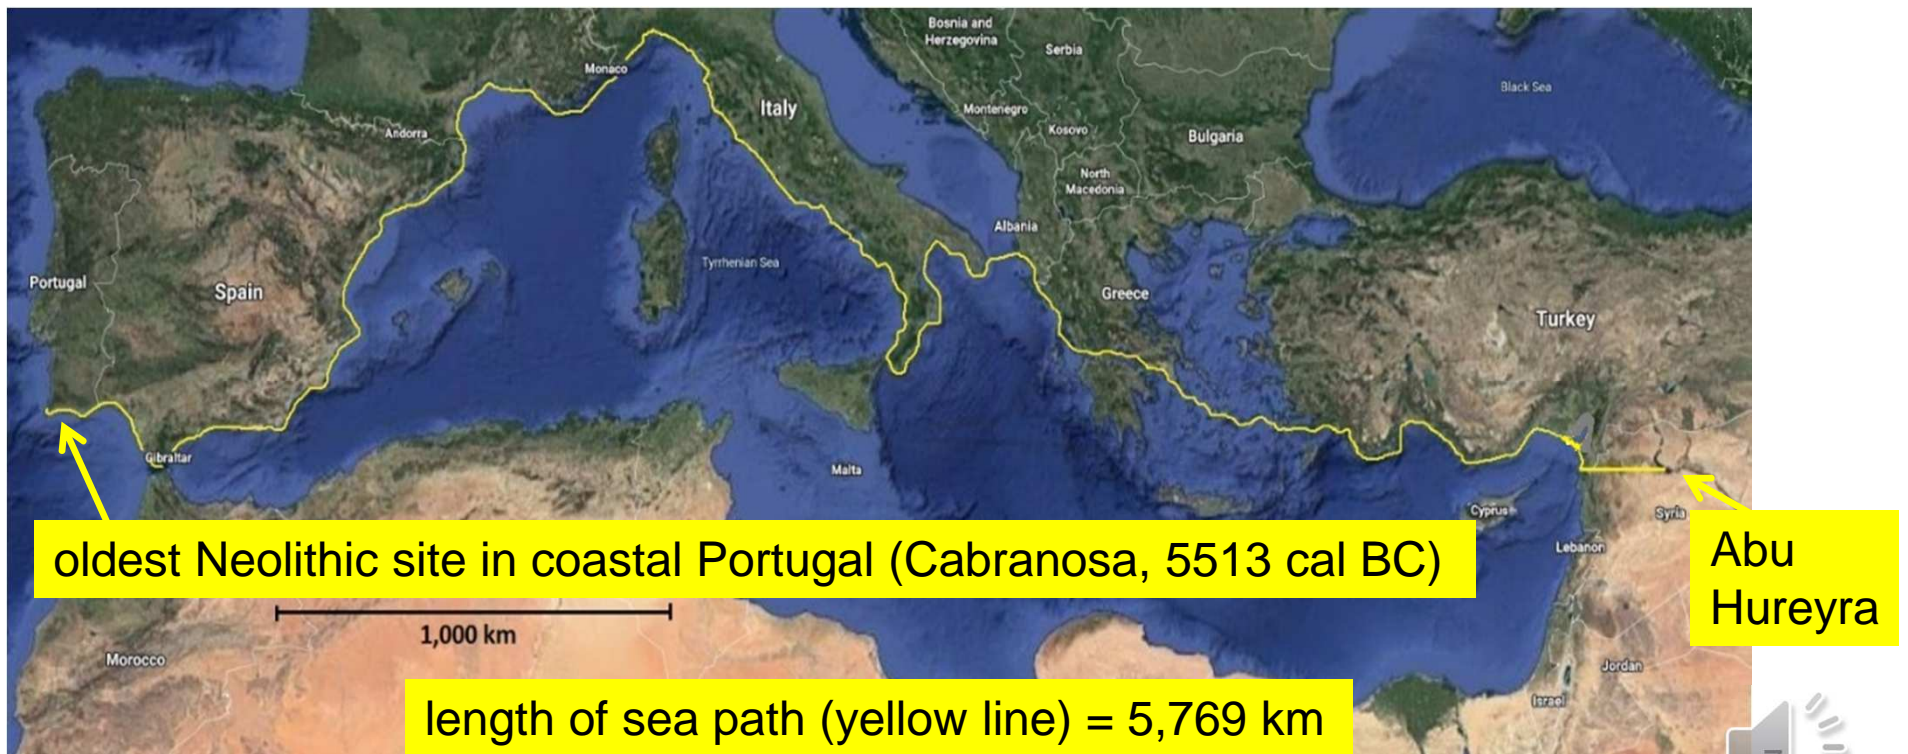 Bosnia and
Herzegovina
Serbia
Monaco
Black Sea
Italy
Montenegro
Andorra
Kosovo
Bulgaria
North
Macedonia
Albania
Portugal
Spain
Tyrrhenian Sea
Greece
Turkey
Gibraltar
Malta
Cyprus
Syria
oldest Neolithic site in coastal Portugal (Cabranosa, 5513 cal BC)
Lebanon
Abu
Hureyra
1,000 km
Morocco
Jordan
Israel
length of sea path (yellow line) = 5,769 km